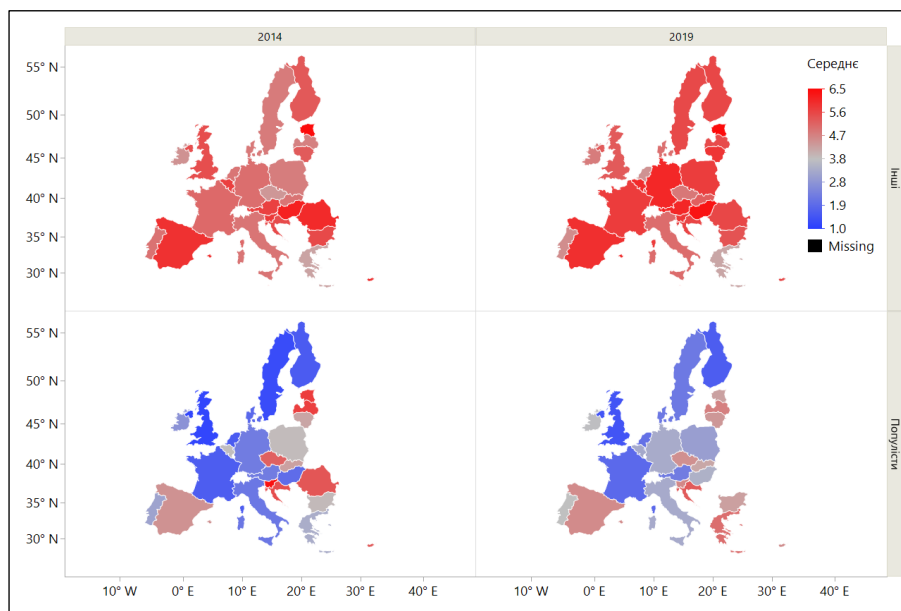 2014
2019
55° N
50° N
45° N
40° N
35° N
30° N
Середнє
6.5
5.6
4.7
3.8
2.8
1.9
1.0
Missing
Інші
55° N
50° N
45° N
40° N
35° N
30° N
Популісти
10° W
0° E
10° E
20° E
30° E
40° E
10° W
0° E
10° E
20° E
30° E
40° E